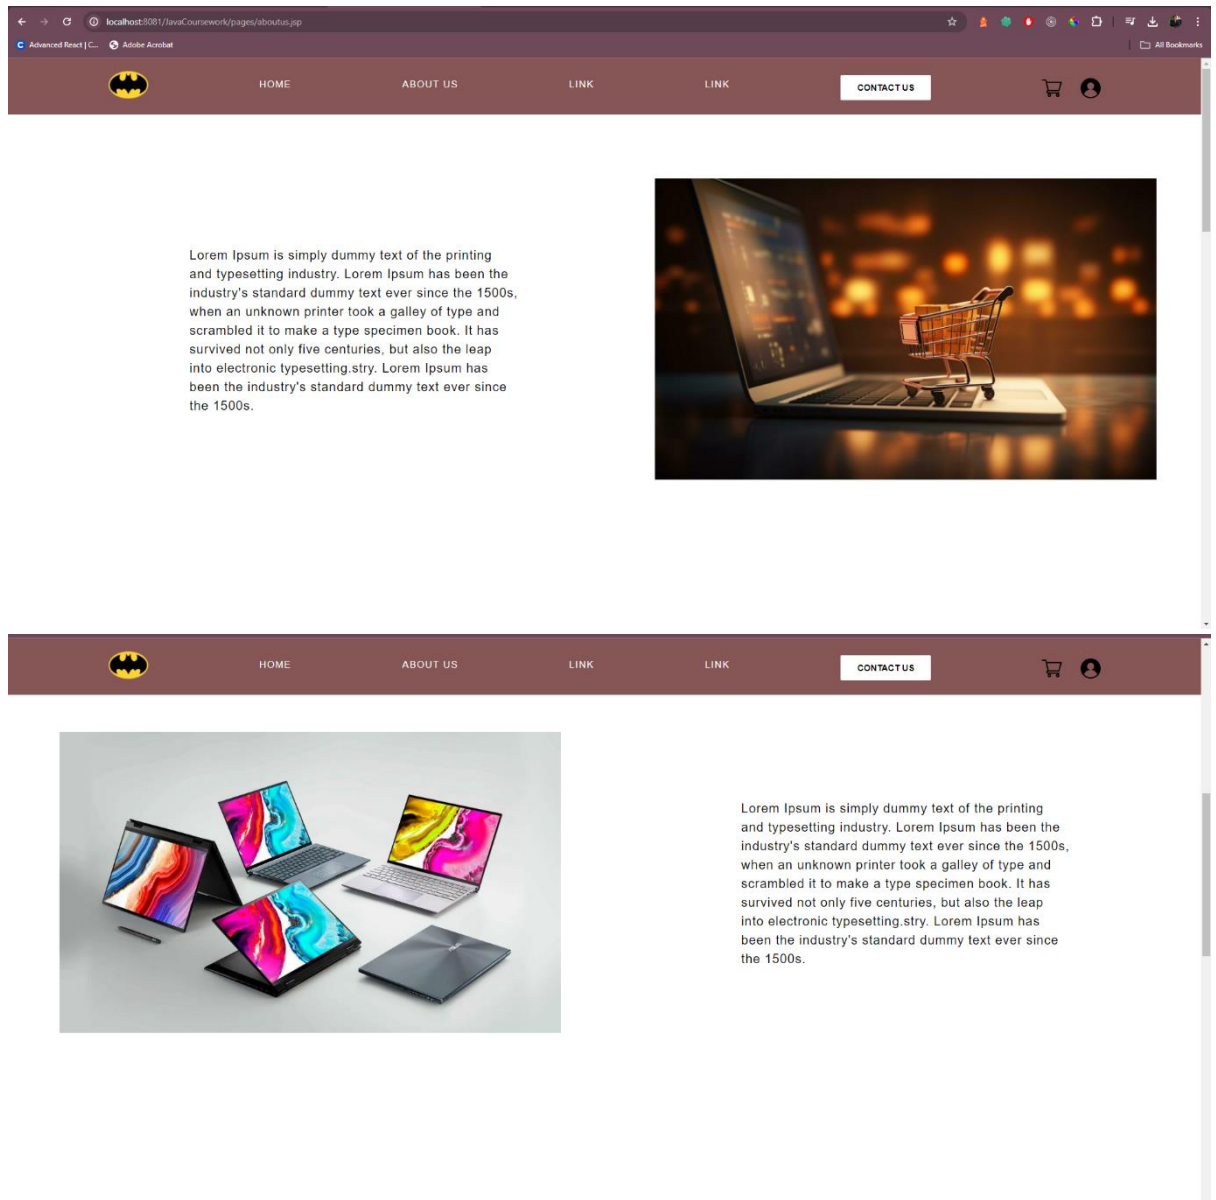 localhost:8081/JavaCoursework/pages/aboutus.jsp
Advanced React | C...
Adobe Acrobat
All Bookmarks
HOME
ABOUT US
LINK
LINK
CONTACT US
Lorem Ipsum is simply dummy text of the printing
and typesetting industry. Lorem Ipsum has been the
industry's standard dummy text ever since the 1500s,
when an unknown printer took a galley of type and
scrambled it to make a type specimen book. It has
survived not only five centuries, but also the leap
into electronic typesetting.stry. Lorem Ipsum has
been the industry's standard dummy text ever since
the 1500s.
HOME
ABOUT US
LINK
LINK
CONTACT US
Lorem Ipsum is simply dummy text of the printing
and typesetting industry. Lorem Ipsum has been the
industry's standard dummy text ever since the 1500s,
when an unknown printer took a galley of type and
scrambled it to make a type specimen book. It has
survived not only five centuries, but also the leap
into electronic typesetting.stry. Lorem Ipsum has
been the industry's standard dummy text ever since
the 1500s.